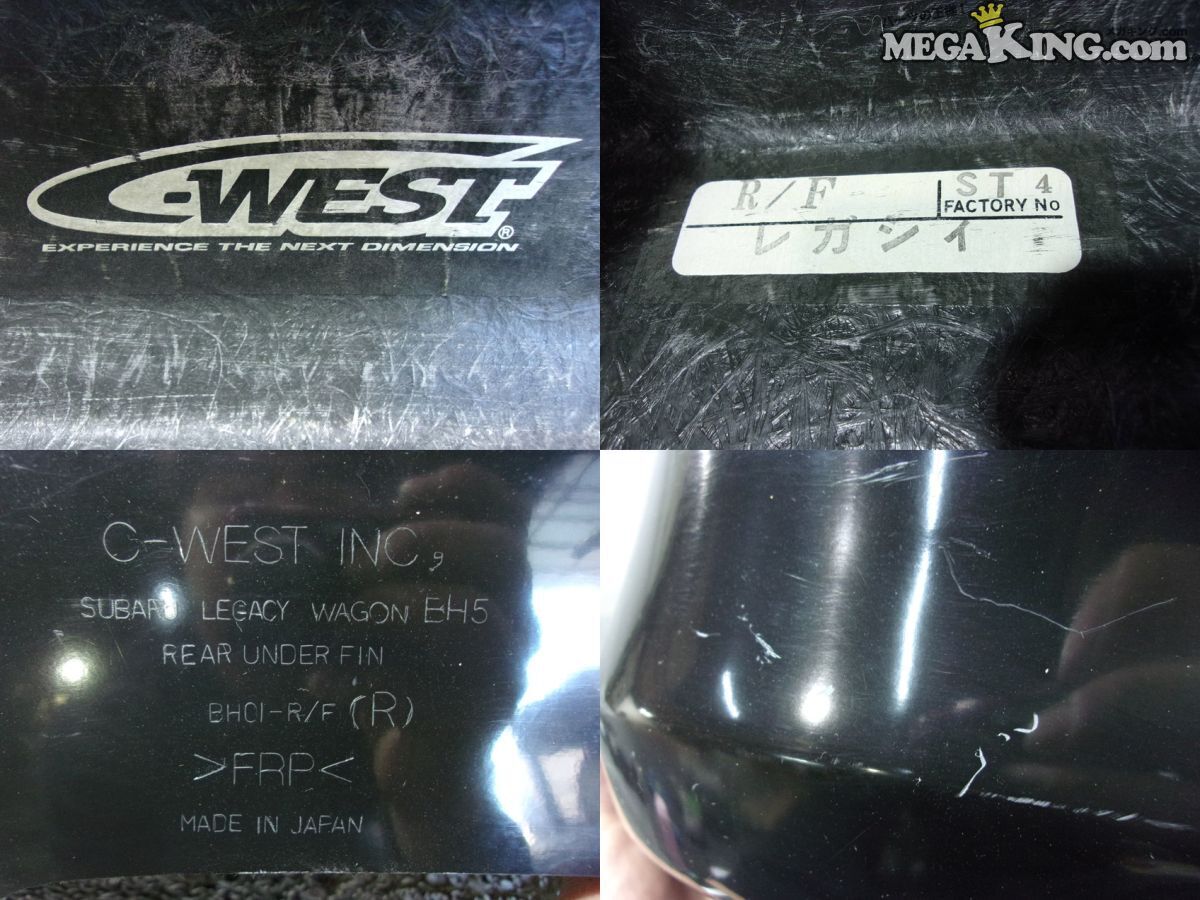 C-WEST®
EXPERIENCE THE NEXT DIMENSION
MEGAKING.com
R/F
ST 4
FACTORY No
レガシィ
C-WEST INC,
SUBARU LEGACY WAGON BH5
REAR UNDER FIN
BH01-R/F (R)
>FRP<
MADE IN JAPAN